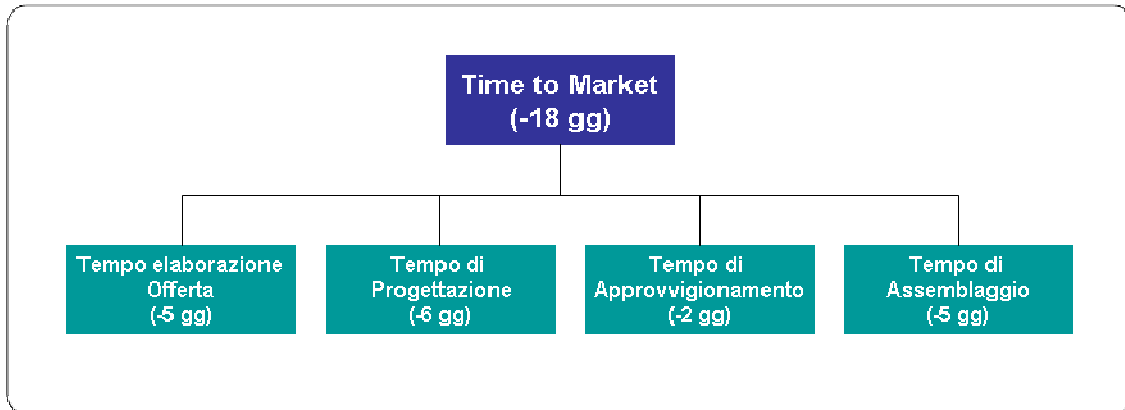 Time to Market
(-18 gg)
Tempo elaborazione
Offerta
(-5 gg)
Tempo di
Progettazione
(-6 gg)
Tempo di
Approvvigionamento
(-2 gg)
Tempo di
Assemblaggio
(-5 gg)